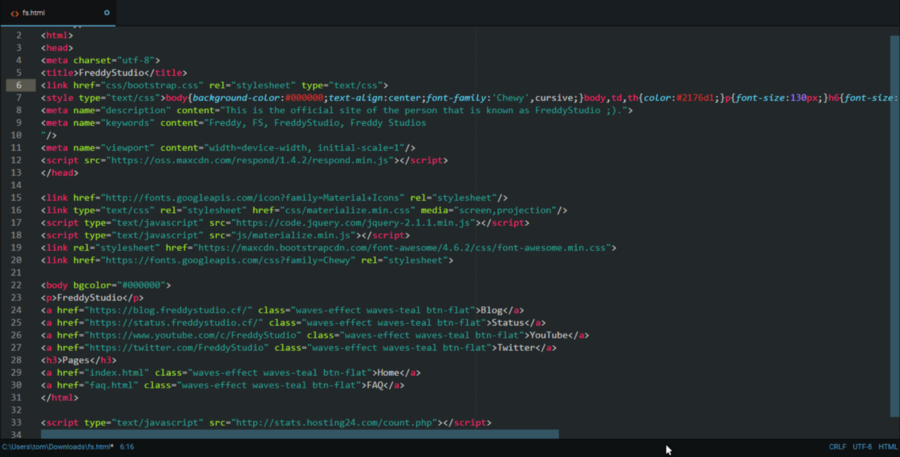 fs.html
2 <html>
3 <head>
4 <meta charset="utf-8">
5 <title>FreddyStudio</title>
6 <link href="css/bootstrap.css" rel="stylesheet" type="text/css">
7 <style type="text/css">body{background-color:#000000;text-align:center;font-family:'Chewy',cursive;}body,td,th{color:#2176d1;}p{font-size:130px;}h6{font-size:
8 <meta name="description" content="This is the official site of the person that is known as FreddyStudio ;).">
9 <meta name="keywords" content="Freddy, FS, FreddyStudio, Freddy Studios
10 "/>
11 <meta name="viewport" content="width=device-width, initial-scale=1"/>
12 <script src="https://oss.maxcdn.com/respond/1.4.2/respond.min.js"></script>
13 </head>
14
15 <link href="http://fonts.googleapis.com/icon?family=Material+Icons" rel="stylesheet"/>
16 <link type="text/css" rel="stylesheet" href="css/materialize.min.css" media="screen,projection"/>
17 <script type="text/javascript" src="https://code.jquery.com/jquery-2.1.1.min.js"></script>
18 <script type="text/javascript" src="js/materialize.min.js"></script>
19 <link rel="stylesheet" href="https://maxcdn.bootstrapcdn.com/font-awesome/4.6.2/css/font-awesome.min.css">
20 <link href="https://fonts.googleapis.com/css?family=Chewy" rel="stylesheet">
21
22 <body bgcolor="#000000">
23 <p>FreddyStudio</p>
24 <a href="https://blog.freddystudio.cf/" class="waves-effect waves-teal btn-flat">Blog</a>
25 <a href="https://status.freddystudio.cf/" class="waves-effect waves-teal btn-flat">Status</a>
26 <a href="https://www.youtube.com/c/FreddyStudio" class="waves-effect waves-teal btn-flat">YouTube</a>
27 <a href="https://twitter.com/FreddyStudio" class="waves-effect waves-teal btn-flat">Twitter</a>
28 <h3>Pages</h3>
29 <a href="index.html" class="waves-effect waves-teal btn-flat">Home</a>
30 <a href="faq.html" class="waves-effect waves-teal btn-flat">FAQ</a>
31 </html>
32
33 <script type="text/javascript" src="http://stats.hosting24.com/count.php"></script>
34
C:\Users\tom\Downloads\fs.html* 6:16 CRLF UTF-8 HTML